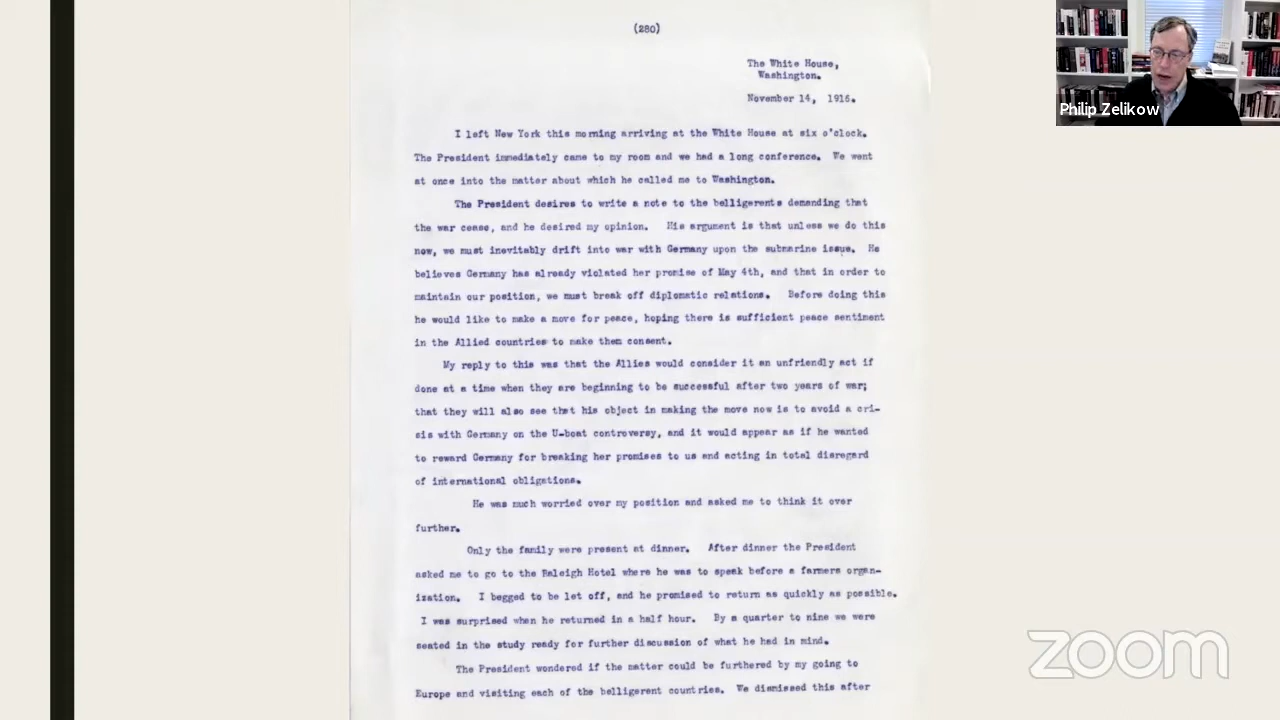 (280)
The White House,
Washington.
November 14, 1916.
I left New York this morning arriving at the White House at six o'clock.
The President immediately came to my room and we had a long conference. We went
at once into the matter about which he called me to Washington.
The President desires to write a note to the belligerents demanding that
the war cease, and he desired my opinion. His argument is that unless we do this
now, we must inevitably drift into war with Germany upon the submarine issue. He
believes Germany has already violated her promise of May 4th, and that in order to
maintain our position, we must break off diplomatic relations. Before doing this
he would like to make a move for peace, hoping there is sufficient peace sentiment
in the Allied countries to make them consent.
My reply to this was that the Allies would consider it an unfriendly act if
done at a time when they are beginning to be successful after two years of war;
that they will also see that his object in making the move now is to avoid a cri-
sis with Germany on the U-boat controversy, and it would appear as if he wanted
to reward Germany for breaking her promises to us and acting in total disregard
of international obligations.
He was much worried over my position and asked me to think it over
further.
Only the family were present at dinner. After dinner the President
asked me to go to the Raleigh Hotel where he was to speak before a farmers organ-
ization. I begged to be let off, and he promised to return as quickly as possible.
I was surprised when he returned in a half hour. By a quarter to nine we were
seated in the study ready for further discussion of what he had in mind.
The President wondered if the matter could be furthered by my going to
Europe and visiting each of the belligerent countries. We dismissed this after
Philip Zelikow
zoom